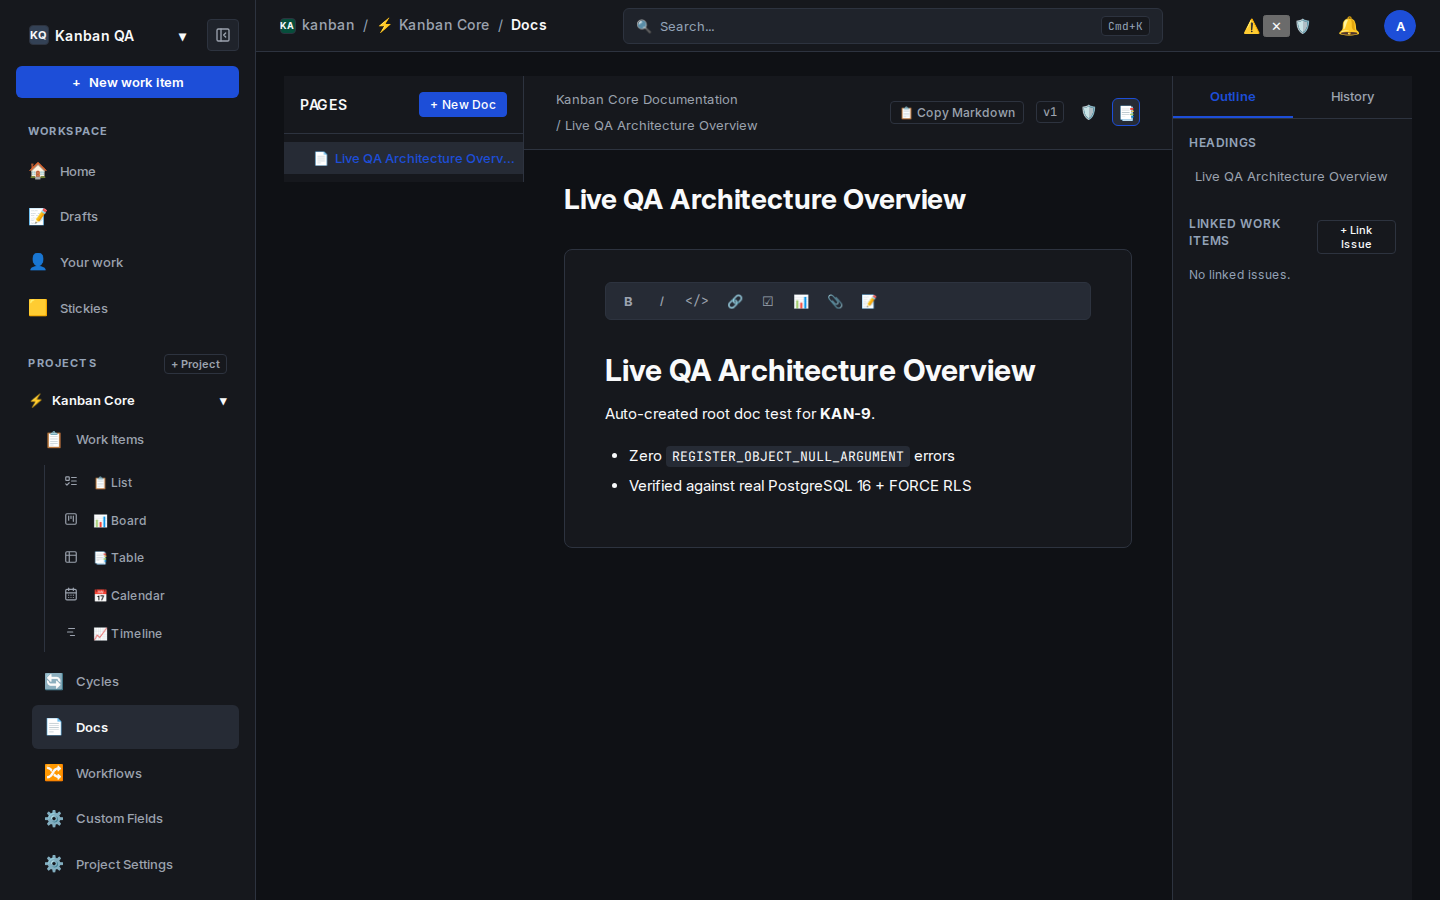 KQ Kanban QA ▼
+ New work item
WORKSPACE
Home
Drafts
Your work
Stickies
PROJECTS
+ Project
Kanban Core ▼
Work Items
List
Board
Table
Calendar
Timeline
Cycles
Docs
Workflows
Custom Fields
Project Settings
KA kanban / ⚡ Kanban Core / Docs
Search...
Cmd+K
A
PAGES
+ New Doc
Live QA Architecture Overv...
Kanban Core Documentation
/ Live QA Architecture Overview
Copy Markdown
v1
Live QA Architecture Overview
B I </>
Live QA Architecture Overview
Auto-created root doc test for KAN-9.
• Zero REGISTER_OBJECT_NULL_ARGUMENT errors
• Verified against real PostgreSQL 16 + FORCE RLS
Outline
History
HEADINGS
Live QA Architecture Overview
LINKED WORK
ITEMS
+ Link
Issue
No linked issues.